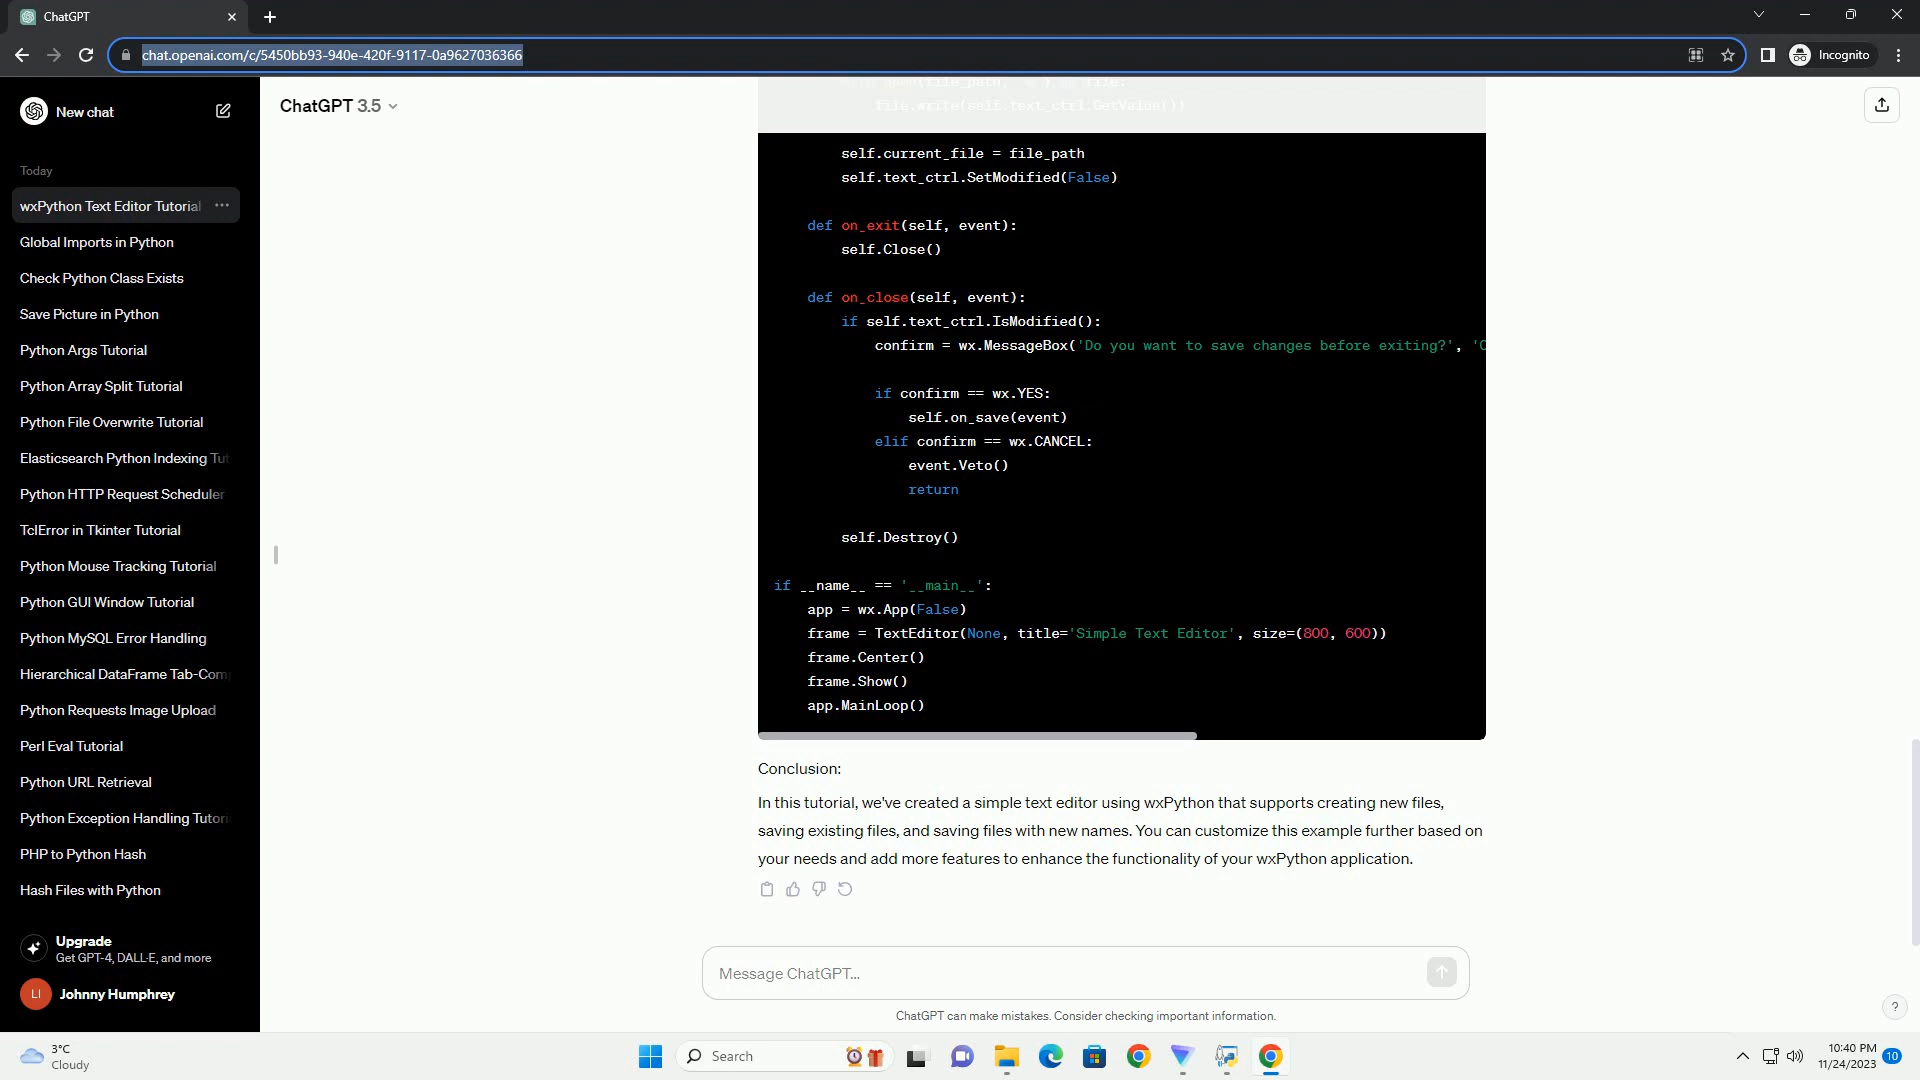 ChatGPT
chat.openai.com/c/5450bb93-940e-420f-9117-0a9627036366
Incognito
New chat
ChatGPT 3.5
Today
wxPython Text Editor Tutorial
Global Imports in Python
Check Python Class Exists
Save Picture in Python
Python Args Tutorial
Python Array Split Tutorial
Python File Overwrite Tutorial
Elasticsearch Python Indexing Tut
Python HTTP Request Scheduler
TclError in Tkinter Tutorial
Python Mouse Tracking Tutorial
Python GUI Window Tutorial
Python MySQL Error Handling
Hierarchical DataFrame Tab-Com
Python Requests Image Upload
Perl Eval Tutorial
Python URL Retrieval
Python Exception Handling Tutori
PHP to Python Hash
Hash Files with Python
Upgrade
Get GPT-4, DALL·E, and more
LI
Johnny Humphrey
file.write(self.text_ctrl.GetValue())
self.current_file = file_path
self.text_ctrl.SetModified(False)
def on_exit(self, event):
self.Close()
def on_close(self, event):
if self.text_ctrl.IsModified():
confirm = wx.MessageBox('Do you want to save changes before exiting?', 'C
if confirm == wx.YES:
self.on_save(event)
elif confirm == wx.CANCEL:
event.Veto()
return
self.Destroy()
if __name__ == '__main__':
app = wx.App(False)
frame = TextEditor(None, title='Simple Text Editor', size=(800, 600))
frame.Center()
frame.Show()
app.MainLoop()
Conclusion:
In this tutorial, we've created a simple text editor using wxPython that supports creating new files,
saving existing files, and saving files with new names. You can customize this example further based on
your needs and add more features to enhance the functionality of your wxPython application.
Message ChatGPT...
ChatGPT can make mistakes. Consider checking important information.
?
3°C
Cloudy
Search
10:40 PM
11/24/2023
10